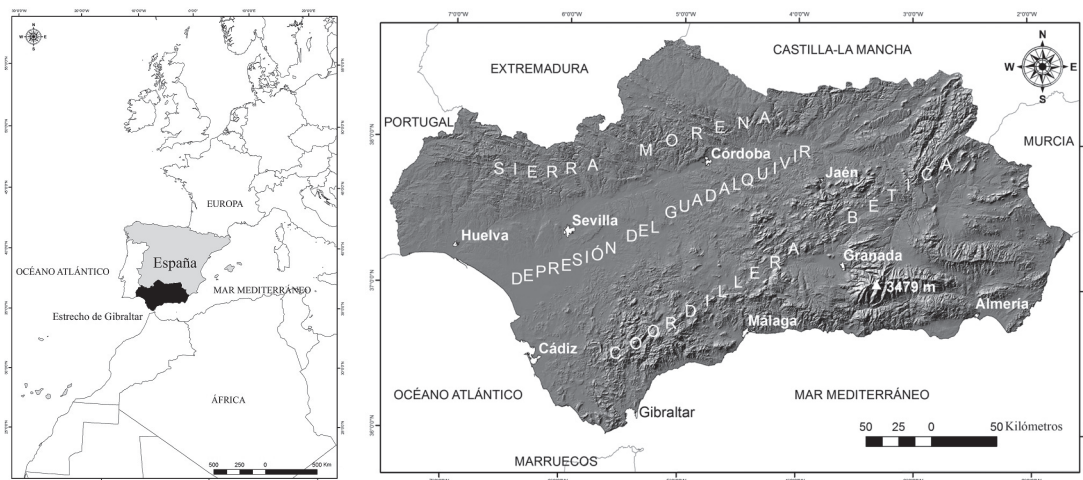 N
W E
S
EUROPA
España
OCÉANO ATLÁNTICO
MAR MEDITERRÁNEO
Estrecho de Gibraltar
ÁFRICA
500 250 0 500 Km
7°0'0"O 6°0'0"O 5°0'0"O 4°0'0"O 3°0'0"O 2°0'0"O
N
W E
S
EXTREMADURA
CASTILLA-LA MANCHA
PORTUGAL
MURCIA
SIERRA MORENA
Córdoba
Jaén
DEPRESIÓN DEL GUADALQUIVIR
CORDILLERA BÉTICA
Sevilla
Huelva
Granada
3479 m
Almería
Málaga
Cádiz
OCÉANO ATLÁNTICO
MAR MEDITERRÁNEO
Gibraltar
50 25 0 50 Kilómetros
MARRUECOS
38°0'0"N
37°0'0"N
36°0'0"N